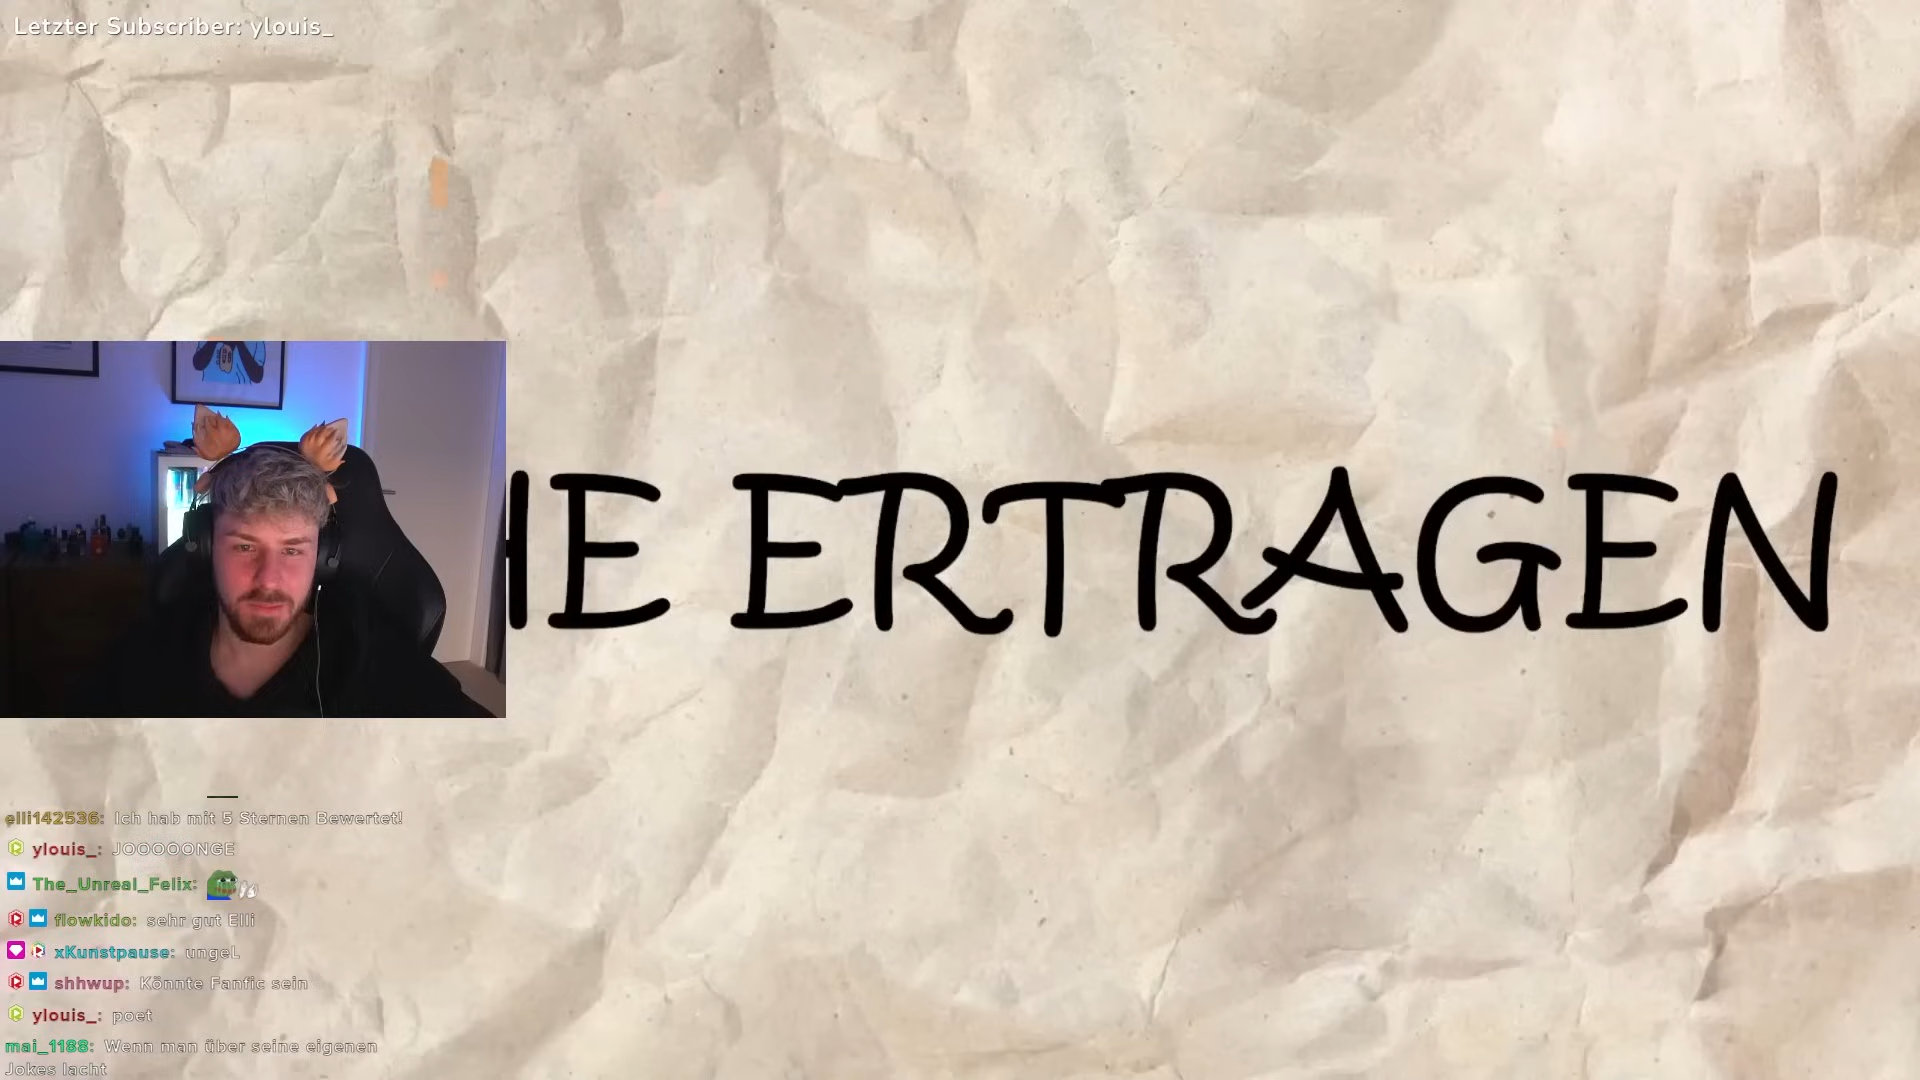 Letzter Subscriber: ylouis_
HE ERTRAGEN
elli142536: Ich hab mit 5 Sternen Bewertet!
ylouis_: JOOOOONGE
The_Unreal_Felix:
flowkido: sehr gut Elli
xKunstpause: ungeL
shhwup: Könnte Fanfic sein
ylouis_: poet
mai_1188: Wenn man über seine eigenen
Jokes lacht